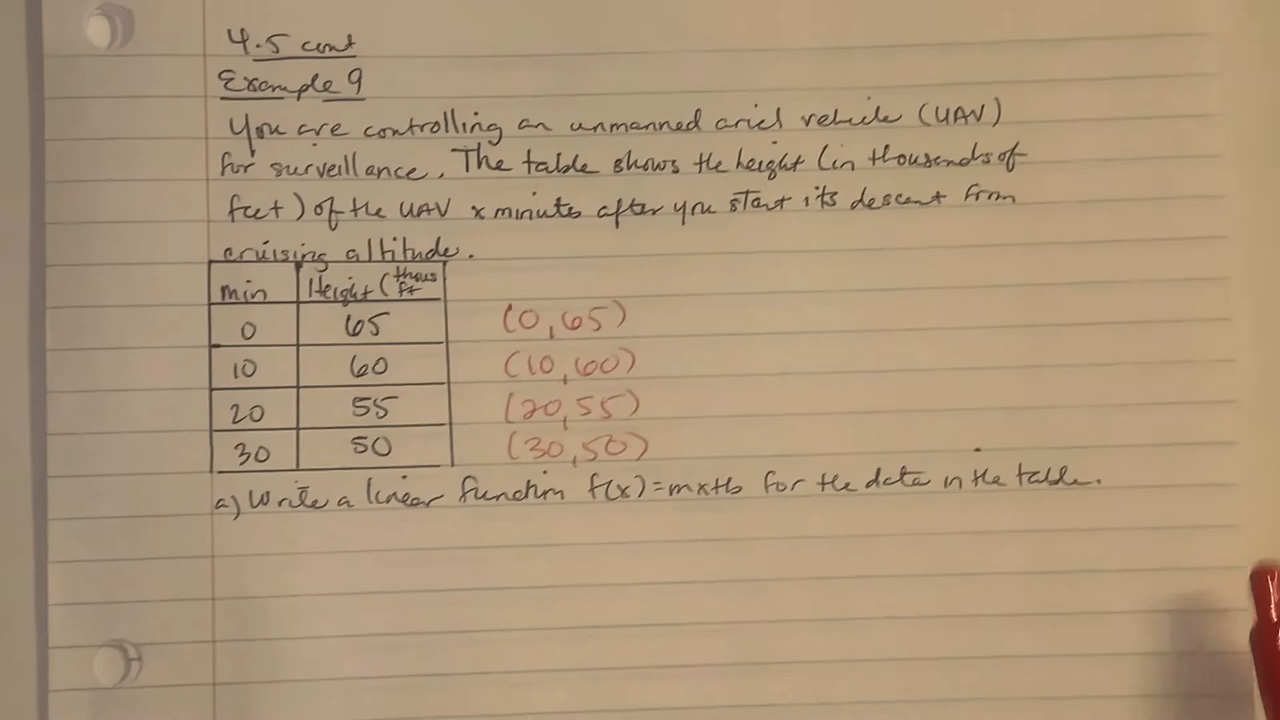 4.5 cont
Example 9
You are controlling an unmanned ariel vehicle (UAV)
for surveillance. The table shows the height (in thousands of
feet) of the UAV x minutes after you start its descent from
cruising altitude.
min Height (thous ft
0 65 (0,65)
10 60 (10,60)
20 55 (20,55)
30 50 (30,50)
a) Write a linear function f(x)=mx+b for the data in the table.